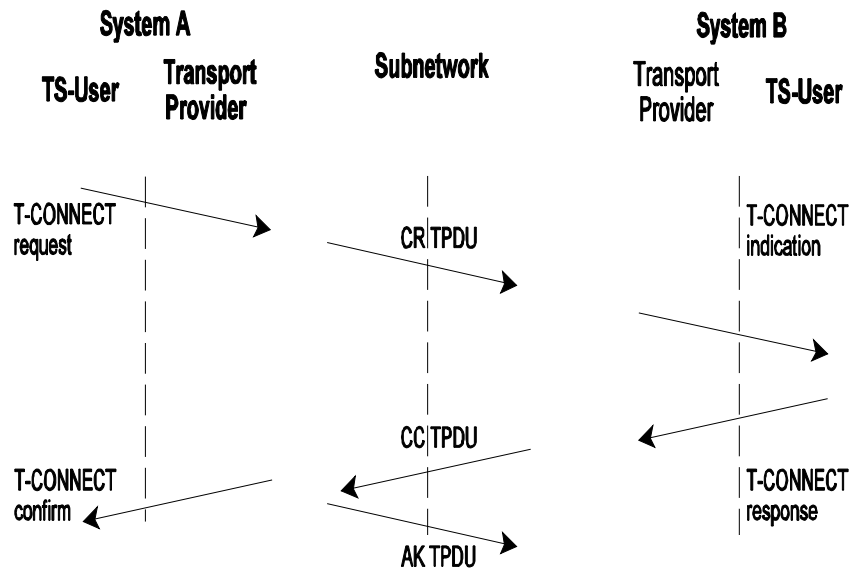 System A
System B
TS-User
Transport
Provider
Subnetwork
Transport
Provider
TS-User
T-CONNECT
request
CR TPDU
T-CONNECT
indication
CC TPDU
T-CONNECT
confirm
T-CONNECT
response
AK TPDU